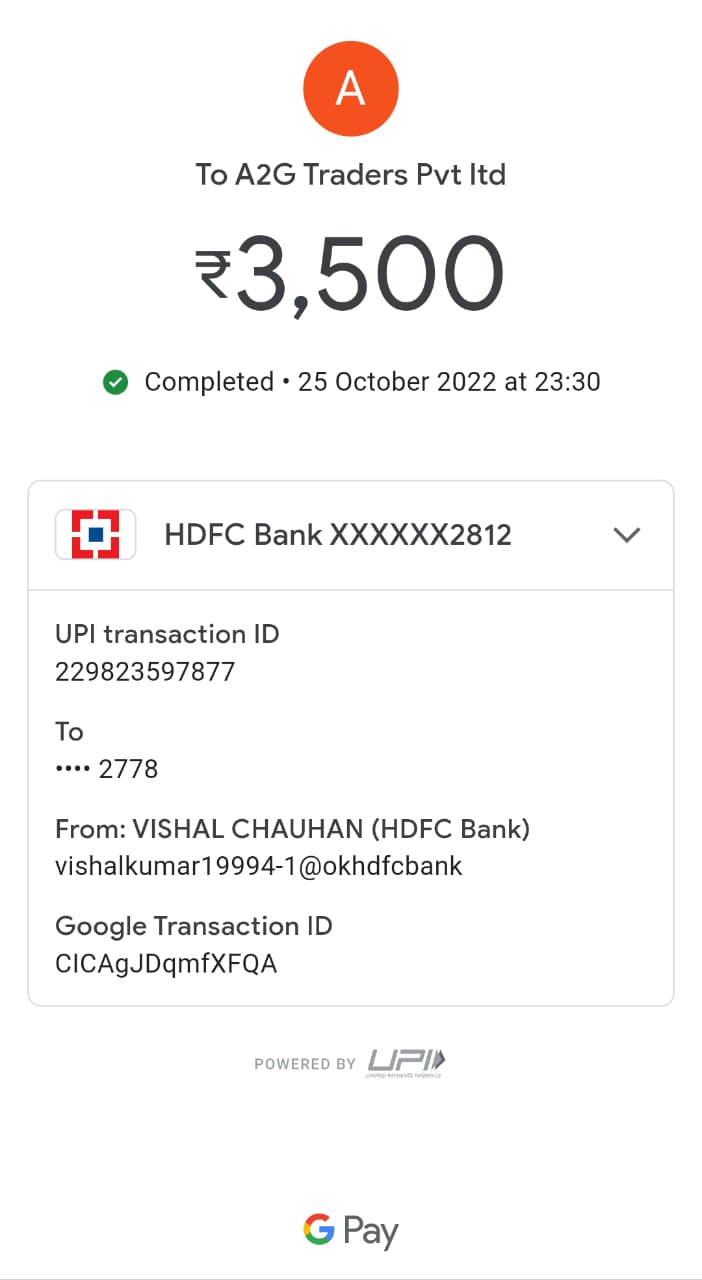 A
To A2G Traders Pvt ltd
₹3,500
Completed • 25 October 2022 at 23:30
HDFC Bank XXXXXX2812
UPI transaction ID
229823597877
To
•••• 2778
From: VISHAL CHAUHAN (HDFC Bank)
vishalkumar19994-1@okhdfcbank
Google Transaction ID
CICAgJDqmfXFQA
POWERED BY UPI
UNIFIED PAYMENTS INTERFACE
G Pay